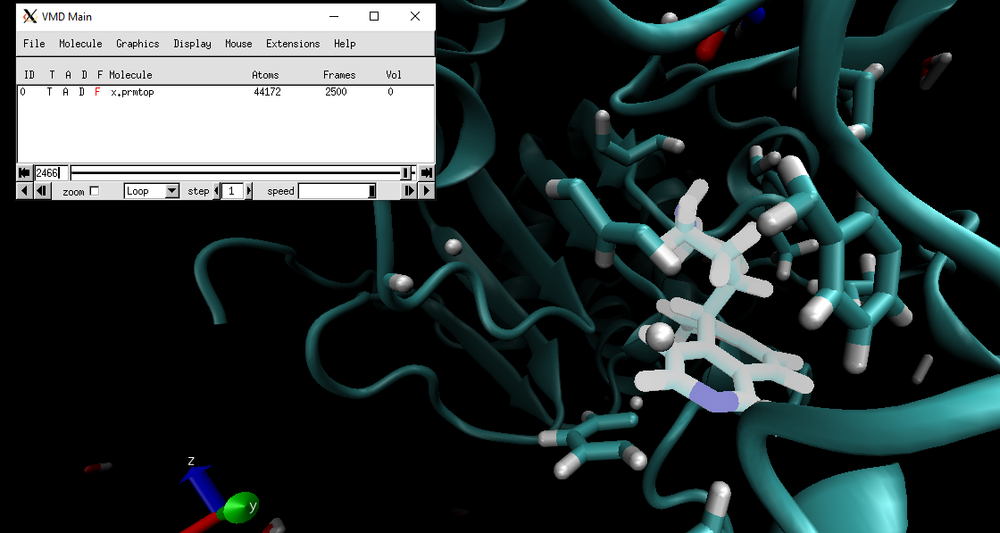 VMD Main
File Molecule Graphics Display Mouse Extensions Help
ID T A D F Molecule Atoms Frames Vol
0 T A D F x.prmtop 44172 2500 0
2466
zoom Loop step 1 speed
z
y